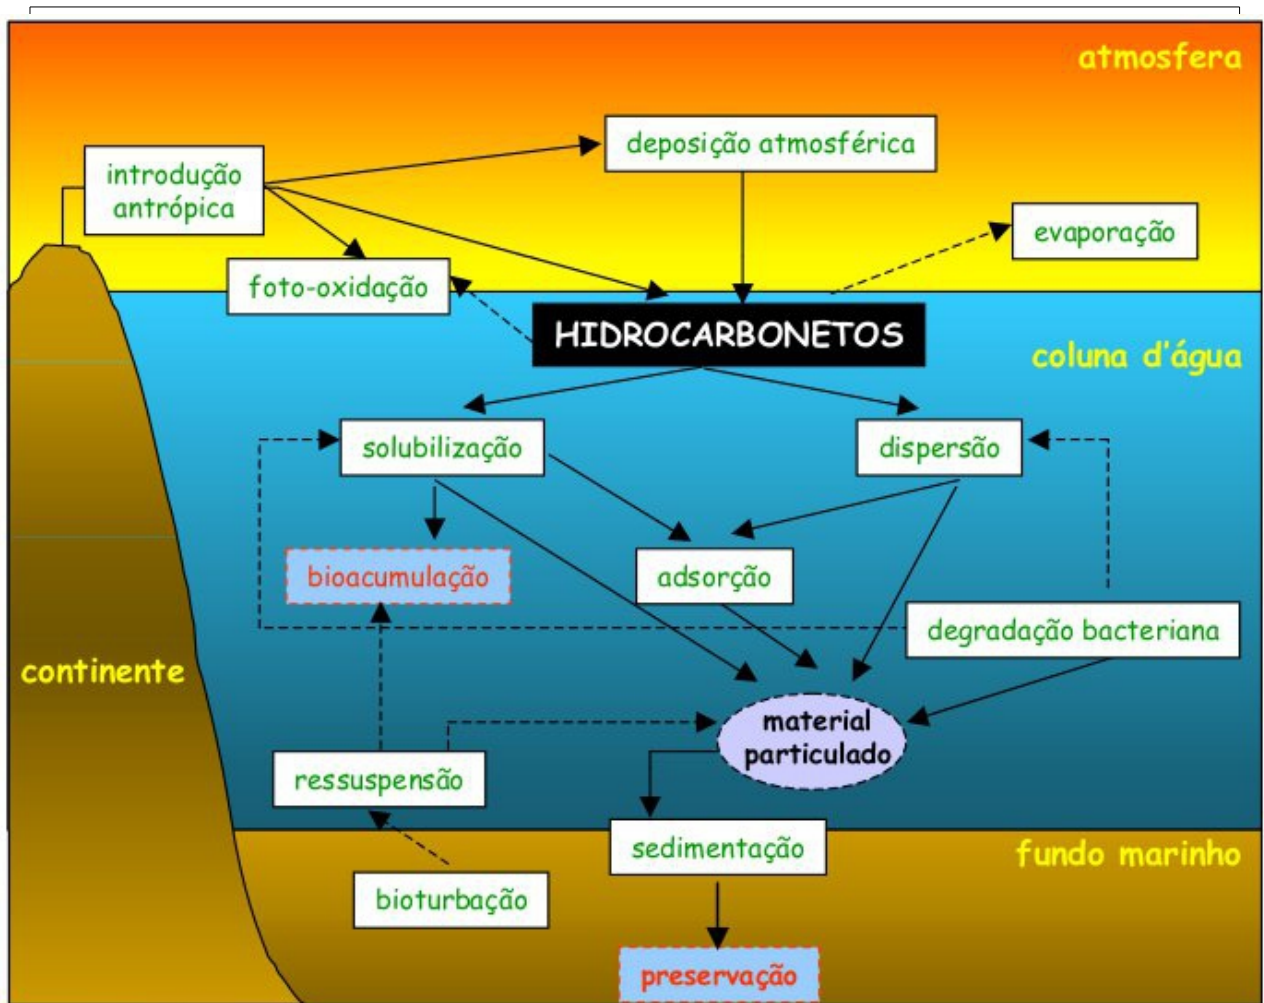 atmosfera
deposição atmosférica
introdução
antrópica
evaporação
foto-oxidação
HIDROCARBONETOS
coluna d'água
solubilização
dispersão
bioacumulação
adsorção
degradação bacteriana
continente
material
particulado
ressuspensão
sedimentação
fundo marinho
bioturbação
preservação